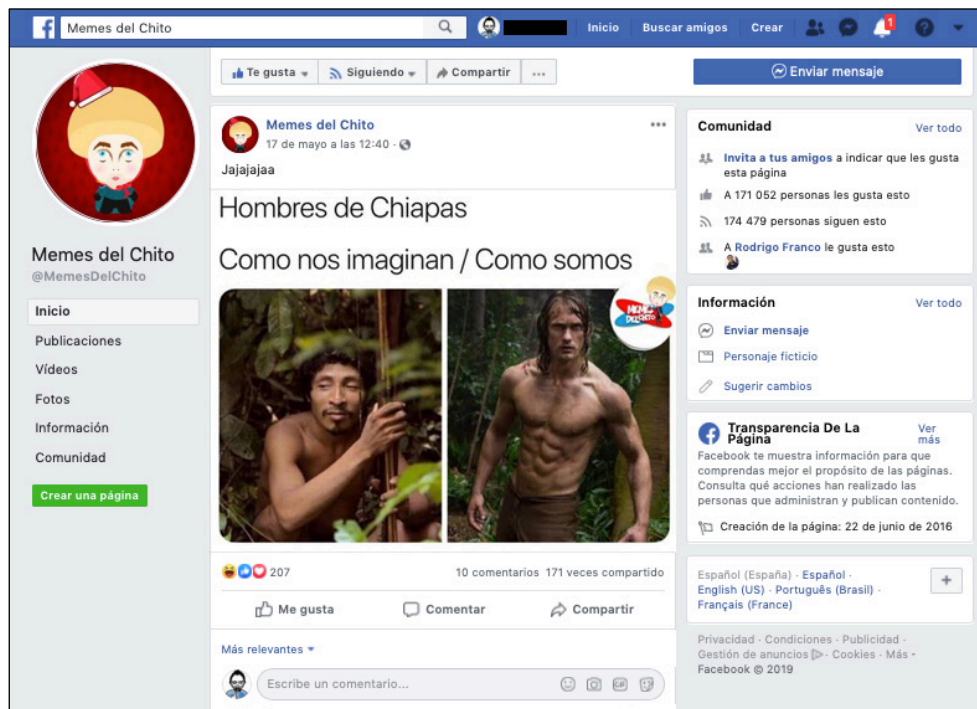 Memes del Chito
Inicio
Buscar amigos
Crear
1
Te gusta
Siguiendo
Compartir
...
Enviar mensaje
Memes del Chito
@MemesDelChito
Inicio
Publicaciones
Vídeos
Fotos
Información
Comunidad
Crear una página
Memes del Chito
17 de mayo a las 12:40 ·
Jajajajaa
Hombres de Chiapas
Como nos imaginan / Como somos
MEMES
DEL CHITO
207
10 comentarios 171 veces compartido
Me gusta
Comentar
Compartir
Más relevantes
Escribe un comentario...
GIF
Comunidad
Ver todo
Invita a tus amigos a indicar que les gusta
esta página
A 171 052 personas les gusta esto
174 479 personas siguen esto
A Rodrigo Franco le gusta esto
Información
Ver todo
Enviar mensaje
Personaje ficticio
Sugerir cambios
Transparencia De La
Página
Ver
más
Facebook te muestra información para que
comprendas mejor el propósito de las páginas.
Consulta qué acciones han realizado las
personas que administran y publican contenido.
Creación de la página: 22 de junio de 2016
Español (España) · Español ·
English (US) · Português (Brasil) ·
Français (France)
+
Privacidad · Condiciones · Publicidad ·
Gestión de anuncios · Cookies · Más
Facebook © 2019